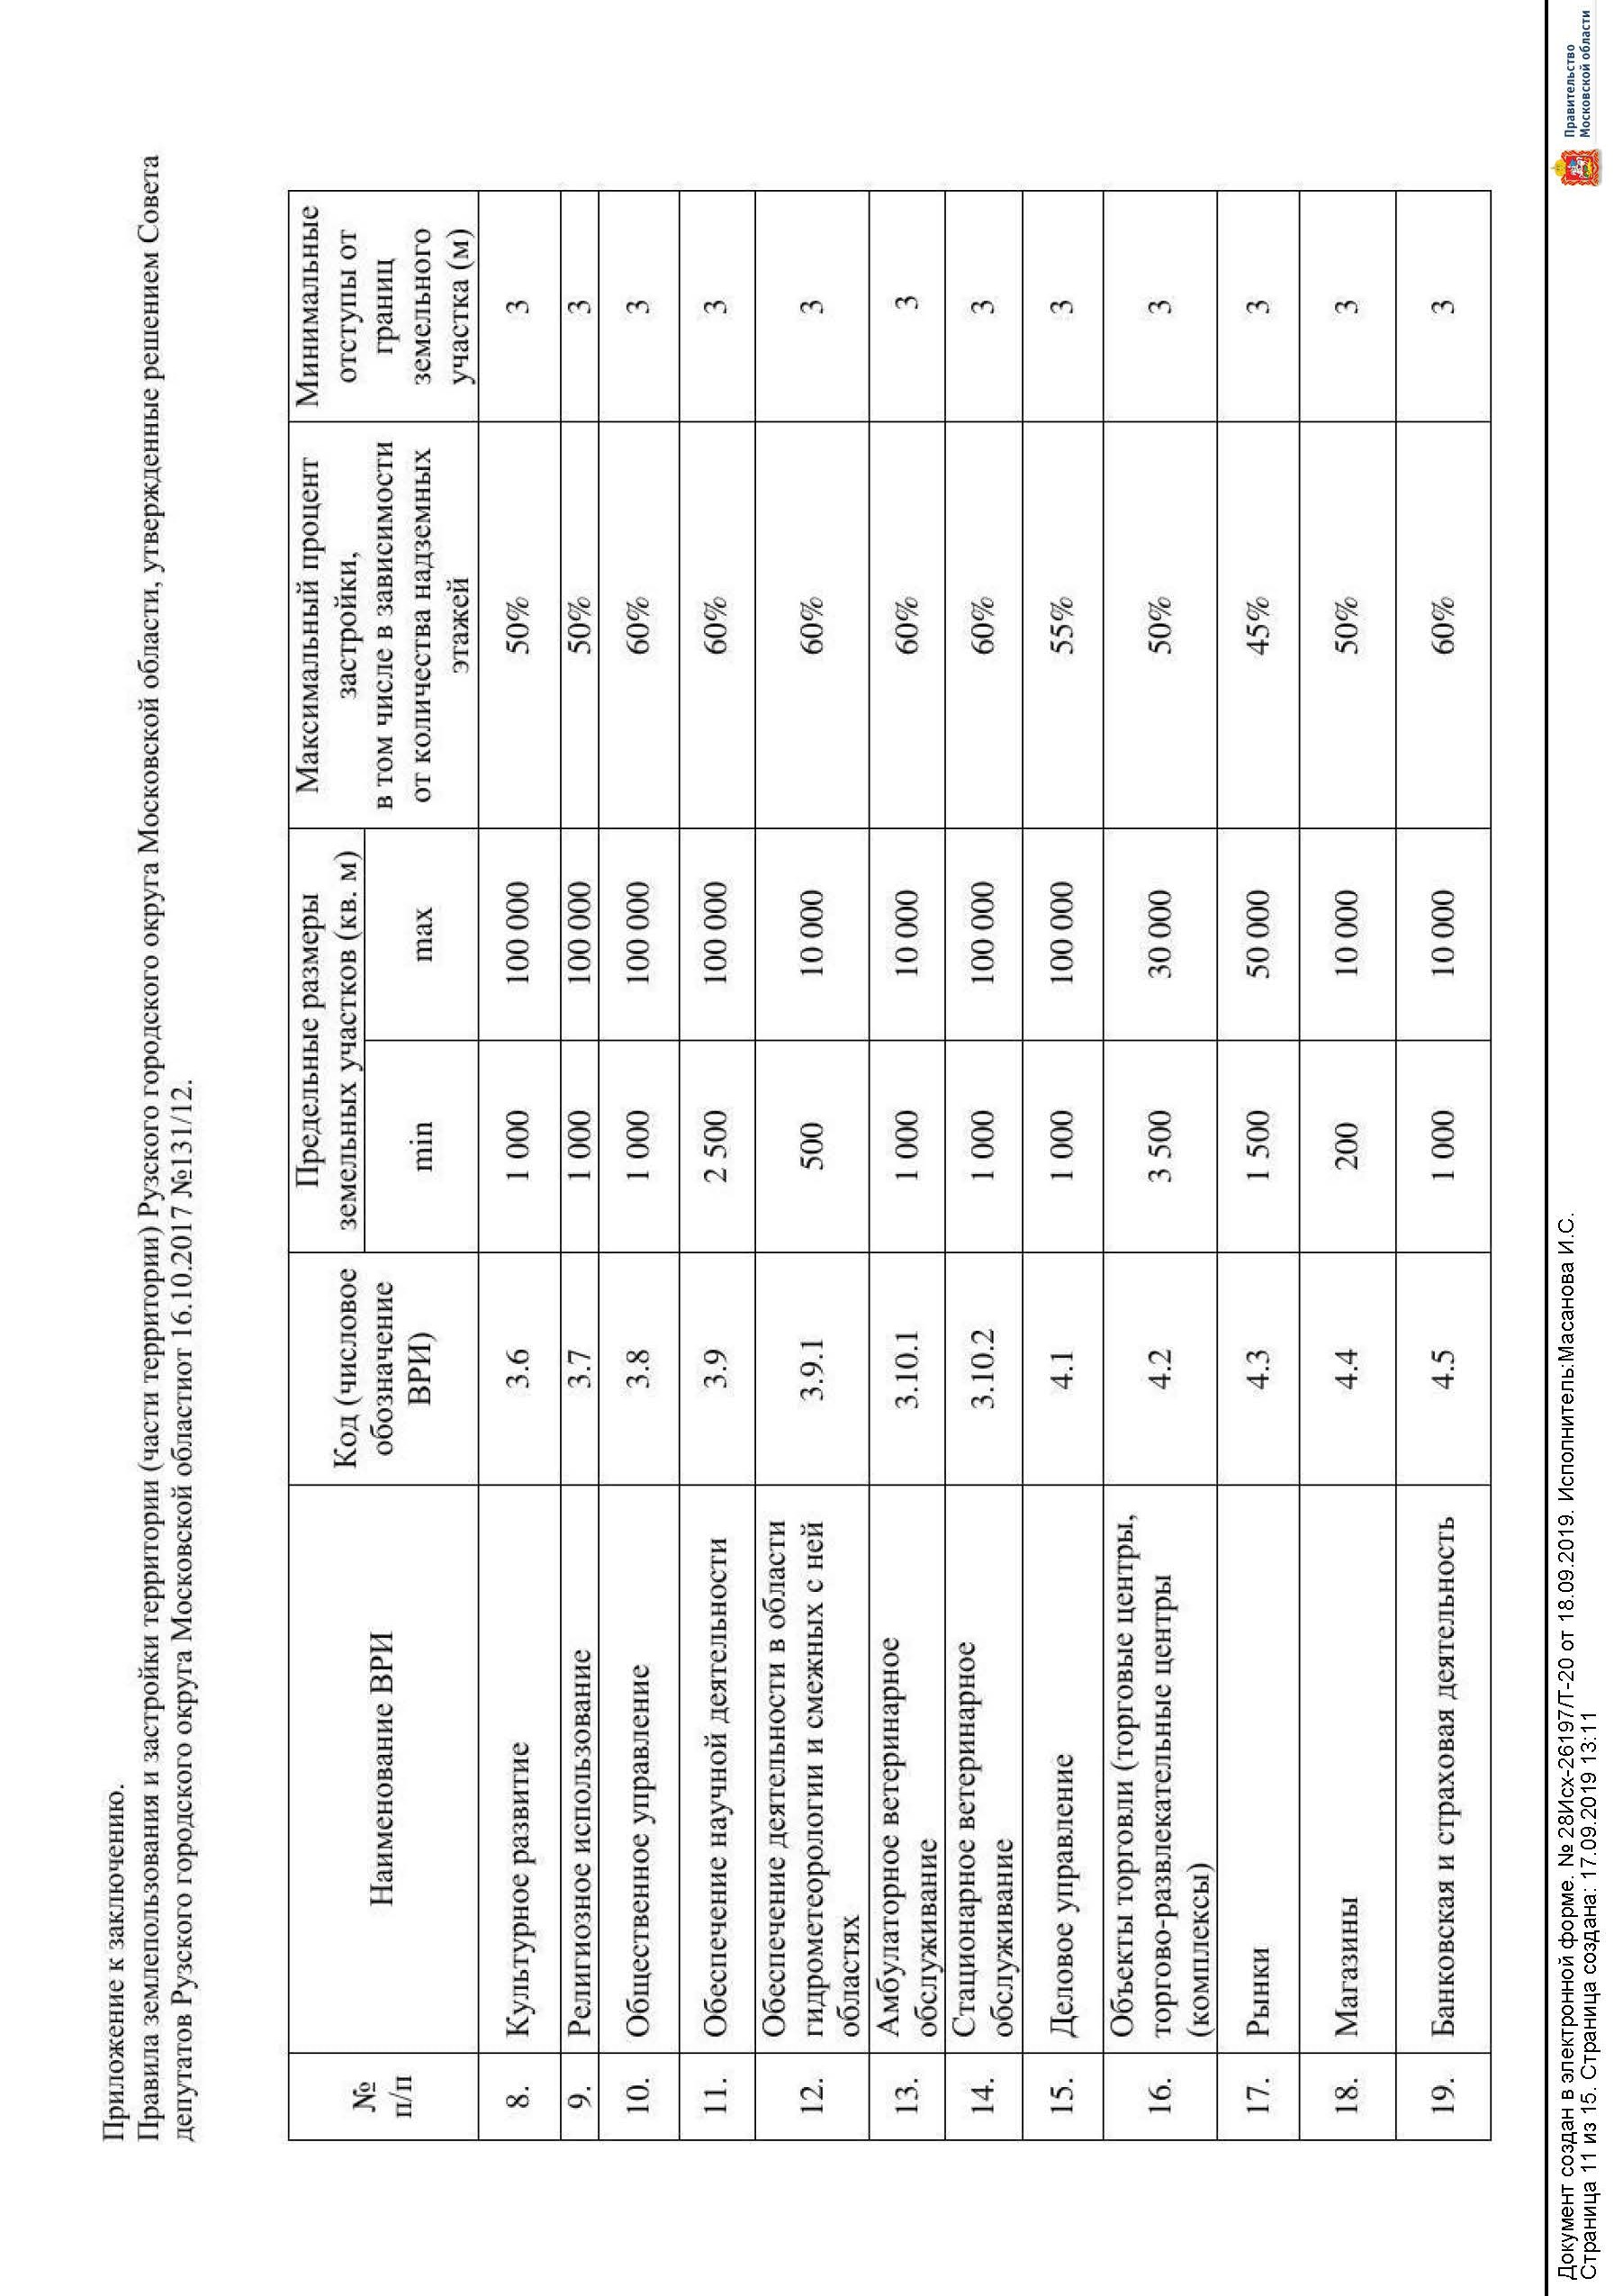 Приложение к заключению.
Правила землепользования и застройки территории (части территории) Рузского городского округа Московской области, утвержденные решением Совета
депутатов Рузского городского округа Московской областиот 16.10.2017 №131/12.
№
п/п
Наименование ВРИ
Код (числовое
обозначение
ВРИ)
Предельные размеры
земельных участков (кв. м)
min
max
Максимальный процент
застройки,
в том числе в зависимости
от количества надземных
этажей
Минимальные
отступы от
границ
земельного
участка (м)
8. Культурное развитие 3.6 1 000 100 000 50% 3
9. Религиозное использование 3.7 1 000 100 000 50% 3
10. Общественное управление 3.8 1 000 100 000 60% 3
11. Обеспечение научной деятельности 3.9 2 500 100 000 60% 3
Обеспечение деятельности в области
12. гидрометеорологии и смежных с ней 3.9.1 500 10 000 60% 3
областях
13. Амбулаторное ветеринарное 3.10.1 1 000 10 000 60% 3
обслуживание
14. Стационарное ветеринарное 3.10.2 1 000 100 000 60% 3
обслуживание
15. Деловое управление 4.1 1 000 100 000 55% 3
Объекты торговли (торговые центры,
16. торгово-развлекательные центры 4.2 3 500 30 000 50% 3
(комплексы)
17. Рынки 4.3 1 500 50 000 45% 3
18. Магазины 4.4 200 10 000 50% 3
19. Банковская и страховая деятельность 4.5 1 000 10 000 60% 3
Документ создан в электронной форме. № 28Исх-26197/Т-20 от 18.09.2019. Исполнитель:Масанова И.С.
Страница 11 из 15. Страница создана: 17.09.2019 13:11
Правительство
Московской области